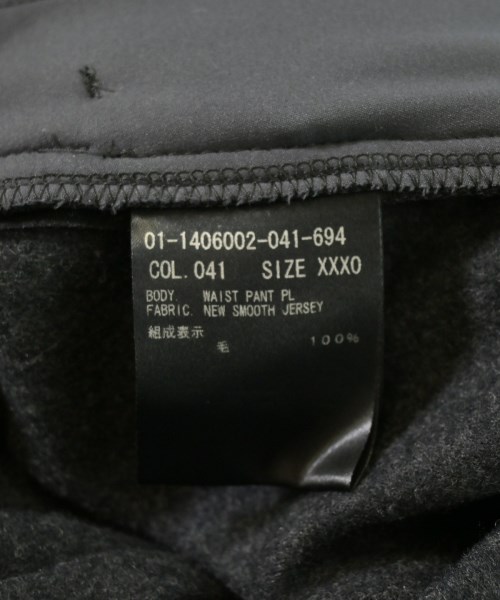 01-1406002-041-694
COL. 041 SIZE XXXO
BODY. WAIST PANT PL
FABRIC. NEW SMOOTH JERSEY
組成表示
毛 100%